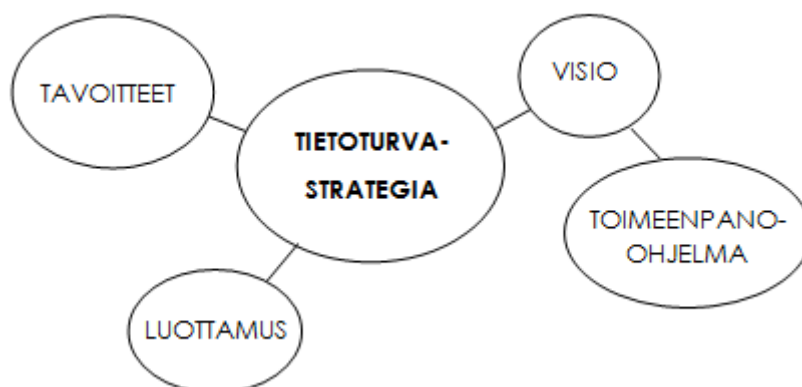 TAVOITTEET
VISIO
TIETOTURVA-
STRATEGIA
TOIMEENPANO-
OHJELMA
LUOTTAMUS